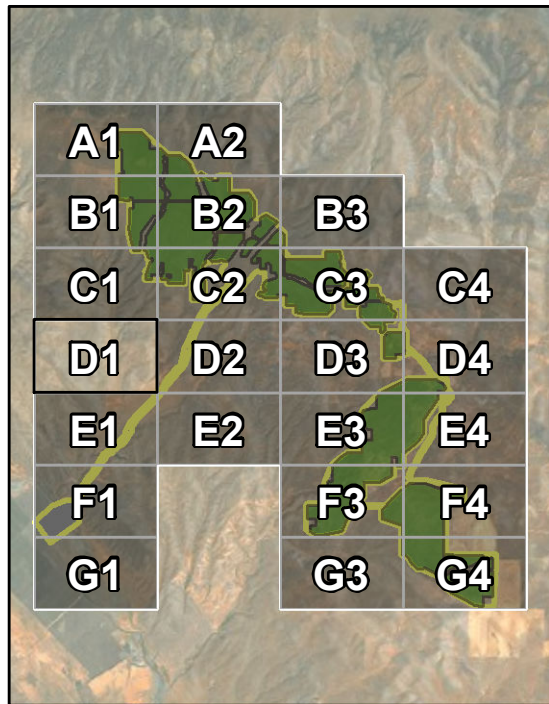 A1 A2
B1 B2 B3
C1 C2 C3 C4
D1 D2 D3 D4
E1 E2 E3 E4
F1 F3 F4
G1 G3 G4